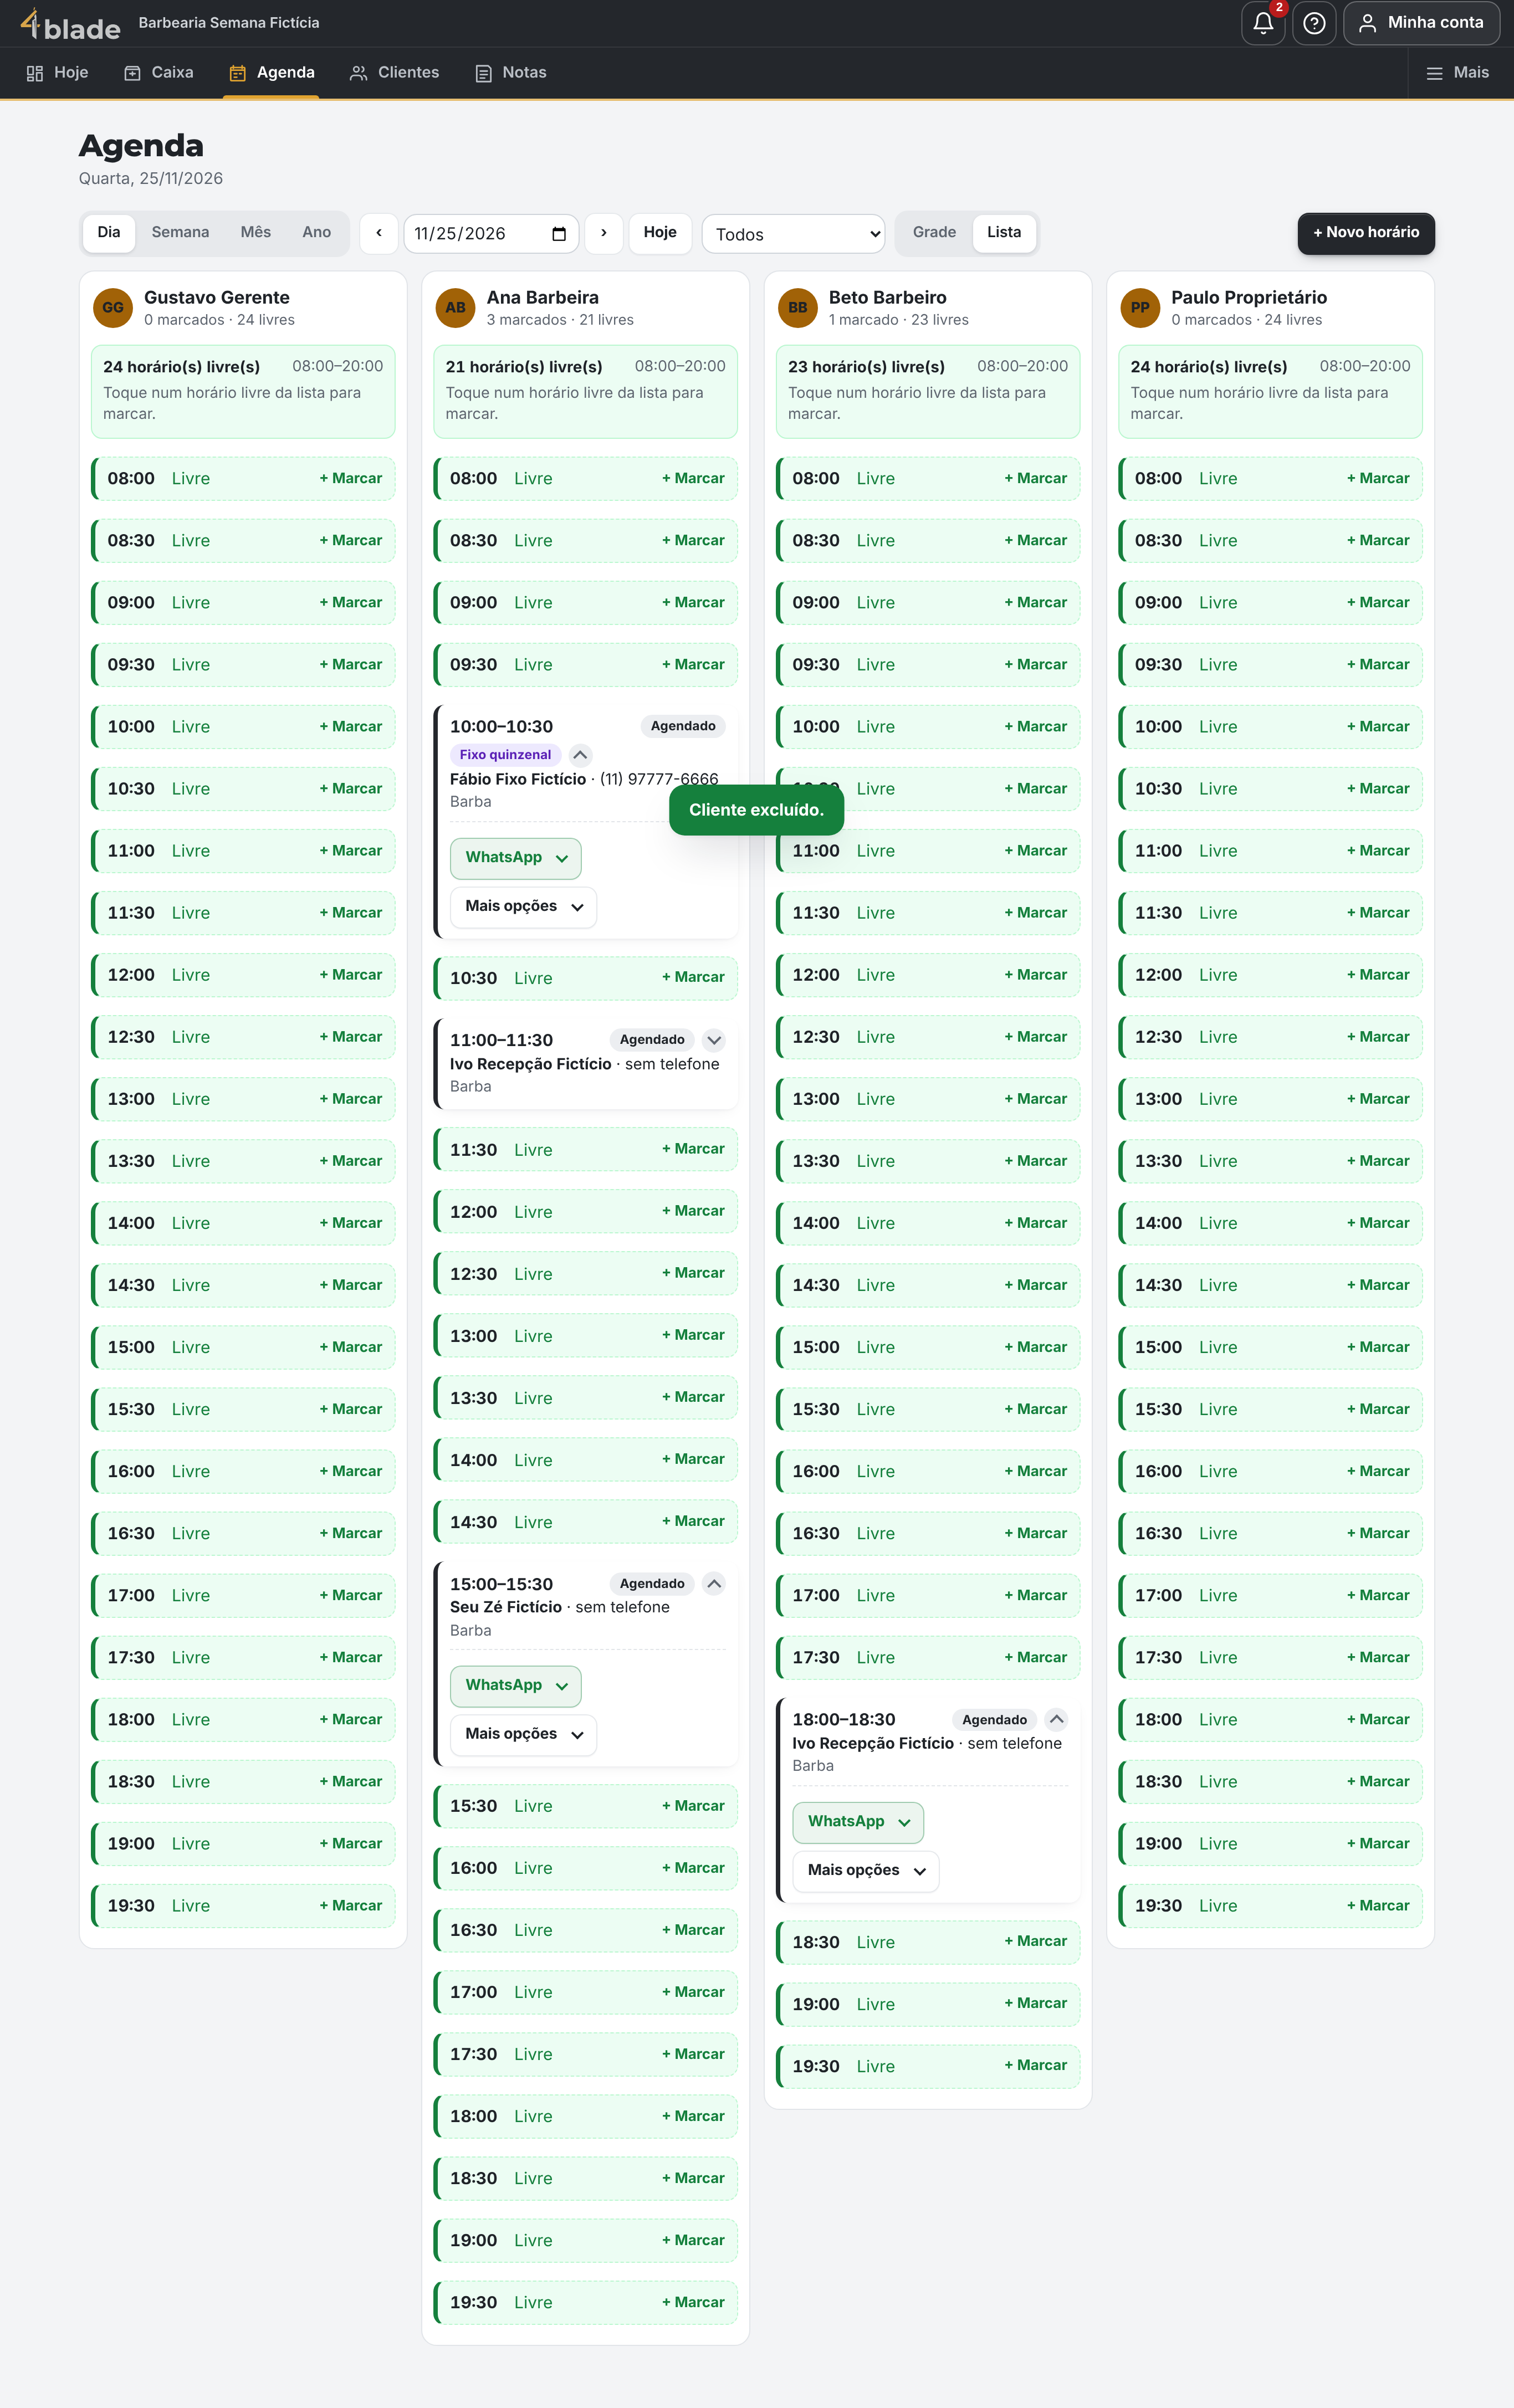 4blade
Barbearia Semana Fictícia
2
Minha conta
Hoje
Caixa
Agenda
Clientes
Notas
Mais
Agenda
Quarta, 25/11/2026
Dia
Semana
Mês
Ano
‹
11/25/2026
›
Hoje
Todos
Grade
Lista
+ Novo horário
GG
Gustavo Gerente
0 marcados · 24 livres
24 horário(s) livre(s) 08:00–20:00
Toque num horário livre da lista para
marcar.
08:00 Livre + Marcar
08:30 Livre + Marcar
09:00 Livre + Marcar
09:30 Livre + Marcar
10:00 Livre + Marcar
10:30 Livre + Marcar
11:00 Livre + Marcar
11:30 Livre + Marcar
12:00 Livre + Marcar
12:30 Livre + Marcar
13:00 Livre + Marcar
13:30 Livre + Marcar
14:00 Livre + Marcar
14:30 Livre + Marcar
15:00 Livre + Marcar
15:30 Livre + Marcar
16:00 Livre + Marcar
16:30 Livre + Marcar
17:00 Livre + Marcar
17:30 Livre + Marcar
18:00 Livre + Marcar
18:30 Livre + Marcar
19:00 Livre + Marcar
19:30 Livre + Marcar
AB
Ana Barbeira
3 marcados · 21 livres
21 horário(s) livre(s) 08:00–20:00
Toque num horário livre da lista para
marcar.
08:00 Livre + Marcar
08:30 Livre + Marcar
09:00 Livre + Marcar
09:30 Livre + Marcar
10:00–10:30 Agendado
Fixo quinzenal
Fábio Fixo Fictício · (11) 97777-6666
Barba
WhatsApp
Mais opções
10:30 Livre + Marcar
11:00–11:30 Agendado
Ivo Recepção Fictício · sem telefone
Barba
11:30 Livre + Marcar
12:00 Livre + Marcar
12:30 Livre + Marcar
13:00 Livre + Marcar
13:30 Livre + Marcar
14:00 Livre + Marcar
14:30 Livre + Marcar
15:00–15:30 Agendado
Seu Zé Fictício · sem telefone
Barba
WhatsApp
Mais opções
15:30 Livre + Marcar
16:00 Livre + Marcar
16:30 Livre + Marcar
17:00 Livre + Marcar
17:30 Livre + Marcar
18:00 Livre + Marcar
18:30 Livre + Marcar
19:00 Livre + Marcar
19:30 Livre + Marcar
Cliente excluído.
BB
Beto Barbeiro
1 marcado · 23 livres
23 horário(s) livre(s) 08:00–20:00
Toque num horário livre da lista para
marcar.
08:00 Livre + Marcar
08:30 Livre + Marcar
09:00 Livre + Marcar
09:30 Livre + Marcar
10:00 Livre + Marcar
Livre + Marcar
11:00 Livre + Marcar
11:30 Livre + Marcar
12:00 Livre + Marcar
12:30 Livre + Marcar
13:00 Livre + Marcar
13:30 Livre + Marcar
14:00 Livre + Marcar
14:30 Livre + Marcar
15:00 Livre + Marcar
15:30 Livre + Marcar
16:00 Livre + Marcar
16:30 Livre + Marcar
17:00 Livre + Marcar
17:30 Livre + Marcar
18:00–18:30 Agendado
Ivo Recepção Fictício · sem telefone
Barba
WhatsApp
Mais opções
18:30 Livre + Marcar
19:00 Livre + Marcar
19:30 Livre + Marcar
PP
Paulo Proprietário
0 marcados · 24 livres
24 horário(s) livre(s) 08:00–20:00
Toque num horário livre da lista para
marcar.
08:00 Livre + Marcar
08:30 Livre + Marcar
09:00 Livre + Marcar
09:30 Livre + Marcar
10:00 Livre + Marcar
10:30 Livre + Marcar
11:00 Livre + Marcar
11:30 Livre + Marcar
12:00 Livre + Marcar
12:30 Livre + Marcar
13:00 Livre + Marcar
13:30 Livre + Marcar
14:00 Livre + Marcar
14:30 Livre + Marcar
15:00 Livre + Marcar
15:30 Livre + Marcar
16:00 Livre + Marcar
16:30 Livre + Marcar
17:00 Livre + Marcar
17:30 Livre + Marcar
18:00 Livre + Marcar
18:30 Livre + Marcar
19:00 Livre + Marcar
19:30 Livre + Marcar